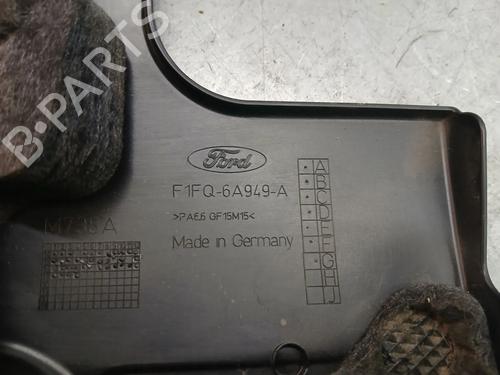 B-PARTS
Ford
F1FQ-6A949-A
>PA6.6 GF15M15<
Made in Germany
A
B
C
D
E
F
G
H
J